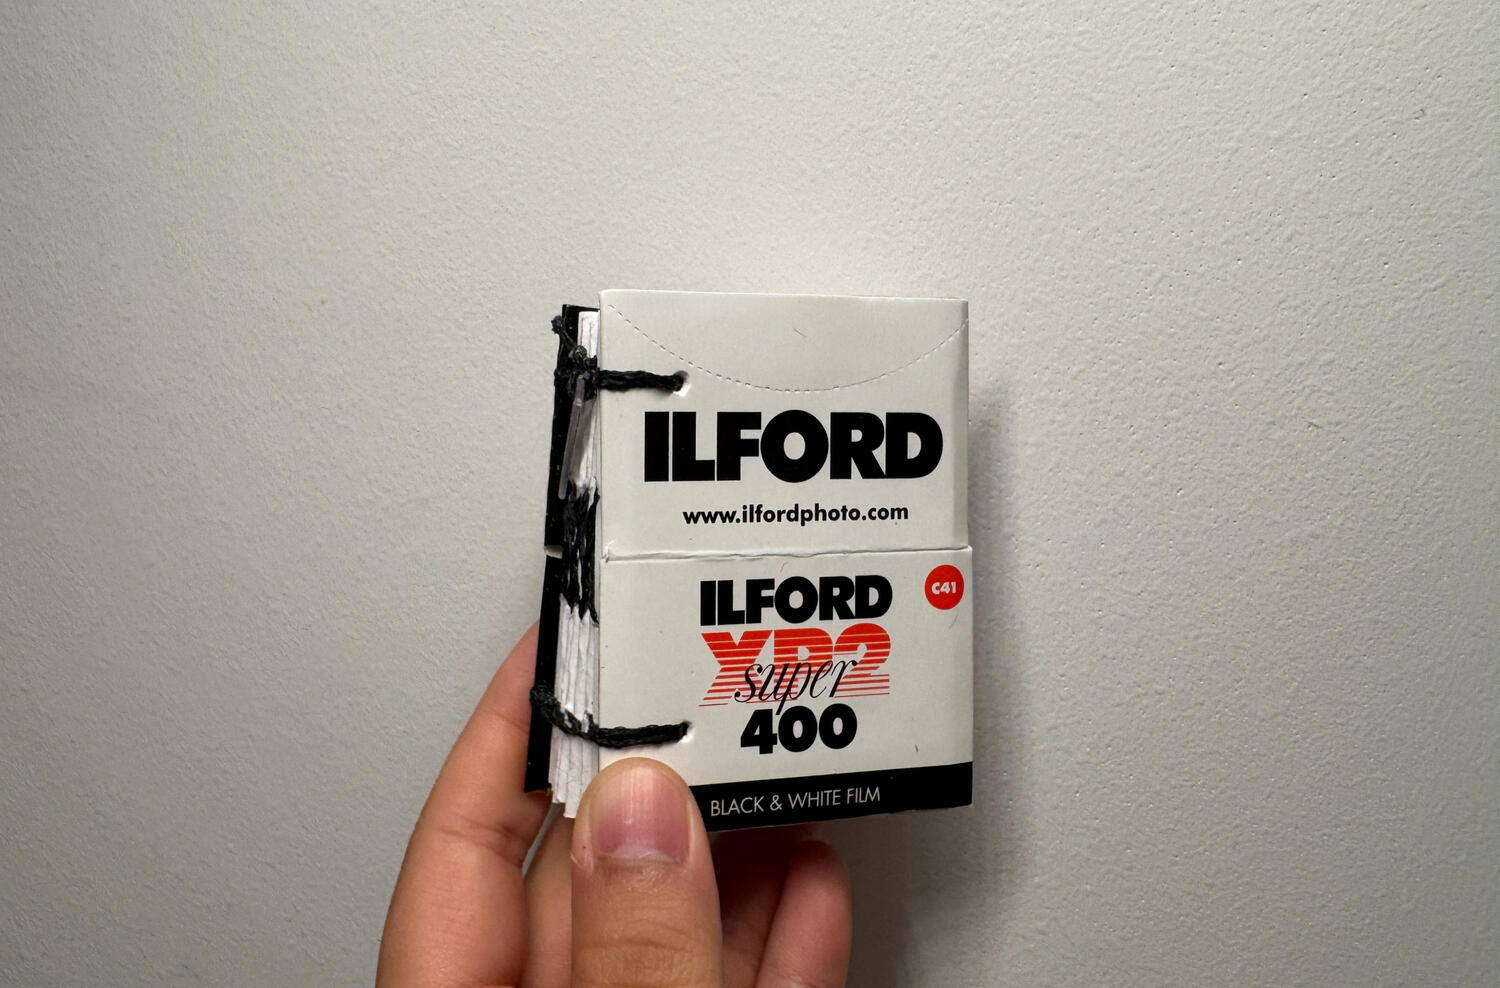 ILFORD
www.ilfordphoto.com
ILFORD
C41
XP2
super
400
BLACK & WHITE FILM